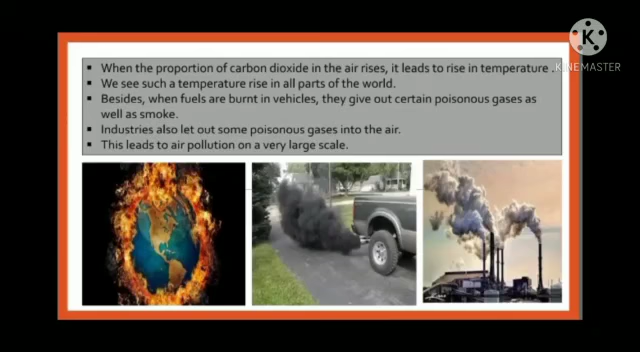 When the proportion of carbon dioxide in the air rises, it leads to rise in temperature .
We see such a temperature rise in all parts of the world.
Besides, when fuels are burnt in vehicles, they give out certain poisonous gases as
well as smoke.
Industries also let out some poisonous gases into the air.
This leads to air pollution on a very large scale.
K
KINEMASTER